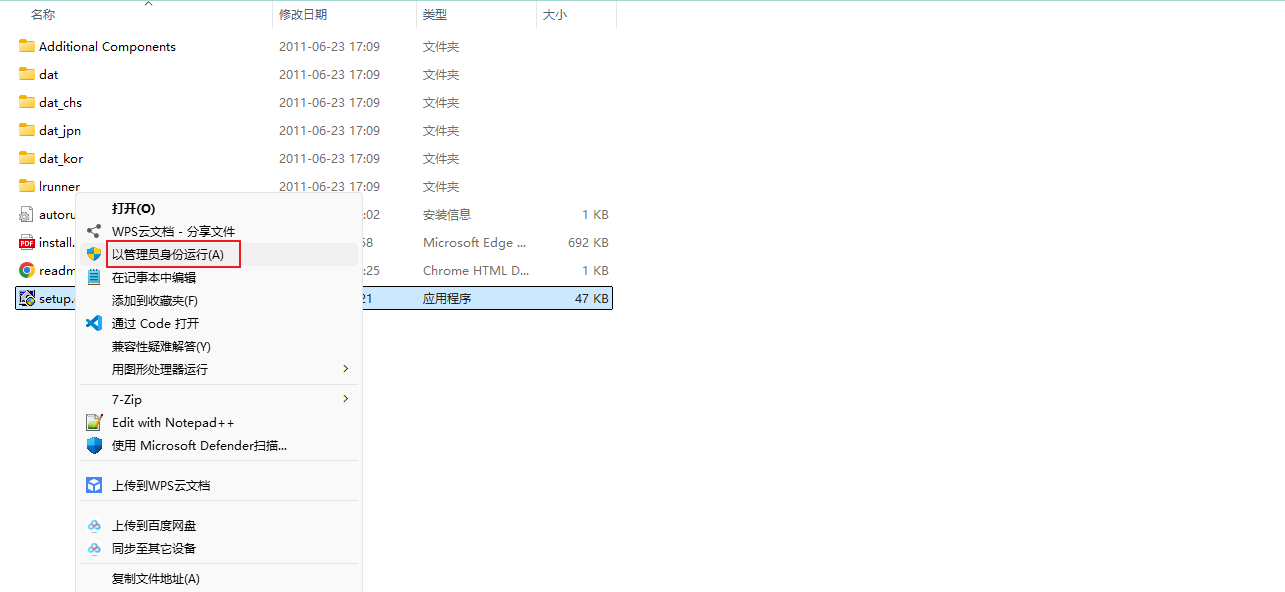 名称 修改日期 类型 大小
Additional Components 2011-06-23 17:09 文件夹
dat 2011-06-23 17:09 文件夹
dat_chs 2011-06-23 17:09 文件夹
dat_jpn 2011-06-23 17:09 文件夹
dat_kor 2011-06-23 17:09 文件夹
lrunner 2011-06-23 17:09 文件夹
autoru :02 安装信息 1 KB
install. 58 Microsoft Edge ... 692 KB
readm :25 Chrome HTML D... 1 KB
setup. 21 应用程序 47 KB
打开(O)
WPS云文档 - 分享文件
以管理员身份运行(A)
在记事本中编辑
添加到收藏夹(F)
通过 Code 打开
兼容性疑难解答(Y)
用图形处理器运行
7-Zip
Edit with Notepad++
使用 Microsoft Defender扫描...
上传到WPS云文档
上传到百度网盘
同步至其它设备
复制文件地址(A)